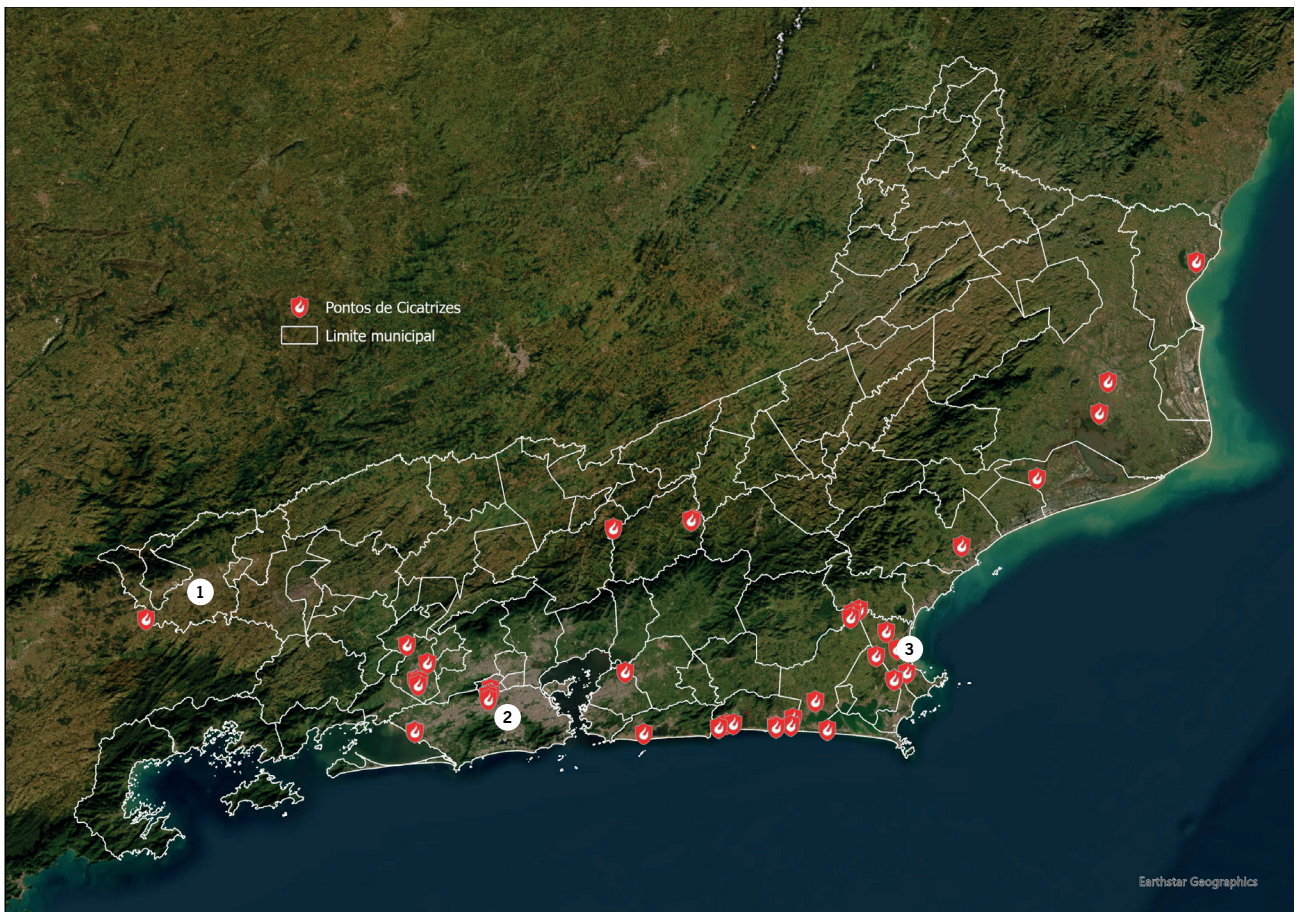 Pontos de Cicatrizes
Limite municipal
1
3
2
Earthstar Geographics